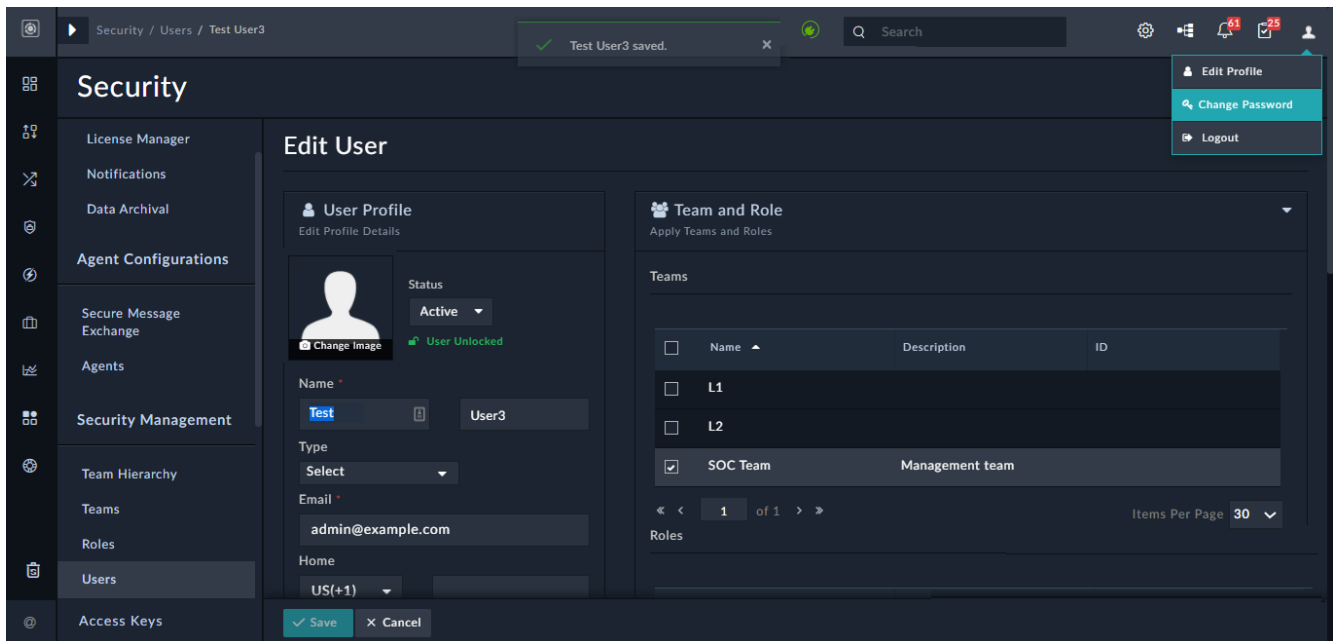 Security / Users / Test User3
Test User3 saved.
Search
61
25
Edit Profile
Change Password
Logout
Security
License Manager
Notifications
Data Archival
Agent Configurations
Secure Message
Exchange
Agents
Security Management
Team Hierarchy
Teams
Roles
Users
Access Keys
Edit User
User Profile
Edit Profile Details
Change Image
Status
Active
User Unlocked
Name *
Test
User3
Type
Select
Email *
admin@example.com
Home
US(+1)
Team and Role
Apply Teams and Roles
Teams
Name Description ID
L1
L2
SOC Team Management team
« < 1 of 1 > »
Items Per Page 30
Roles
Save
Cancel
@